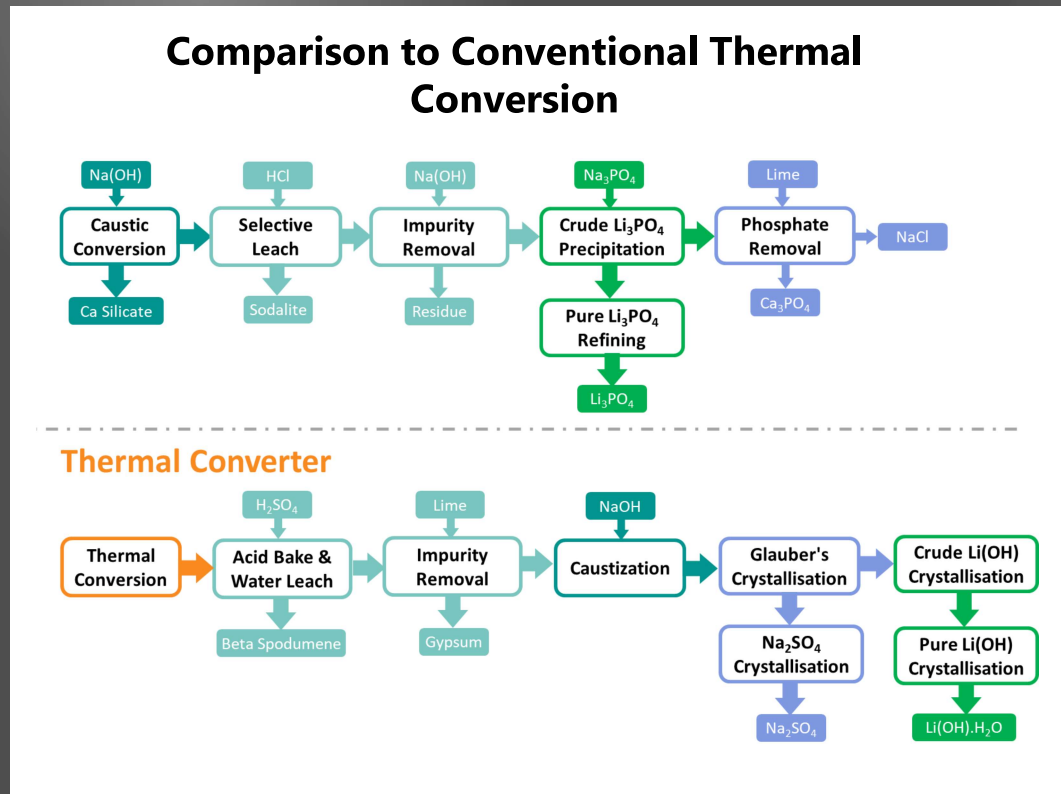 Comparison to Conventional Thermal
Conversion
Na(OH)
HCl
Na(OH)
Na₃PO₄
Lime
Caustic
Conversion
Selective
Leach
Impurity
Removal
Crude Li₃PO₄
Precipitation
Phosphate
Removal
NaCl
Ca Silicate
Sodalite
Residue
Ca₃PO₄
Pure Li₃PO₄
Refining
Li₃PO₄
Thermal Converter
H₂SO₄
Lime
NaOH
Thermal
Conversion
Acid Bake &
Water Leach
Impurity
Removal
Caustization
Glauber's
Crystallisation
Crude Li(OH)
Crystallisation
Beta Spodumene
Gypsum
Na₂SO₄
Crystallisation
Pure Li(OH)
Crystallisation
Na₂SO₄
Li(OH).H₂O